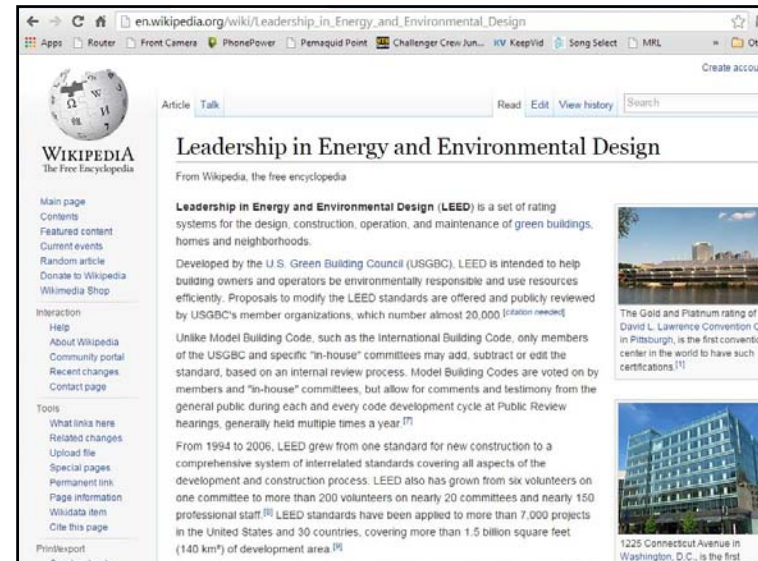 en.wikipedia.org/wiki/Leadership_in_Energy_and_Environmental_Design
Apps Router Front Camera PhonePower Pemaquid Point Challenger Crew Jun... KV KeepVid Song Select MRL »
Create accou
Article Talk Read Edit View history Search
WIKIPEDIA
The Free Encyclopedia
Main page
Contents
Featured content
Current events
Random article
Donate to Wikipedia
Wikimedia Shop
Interaction
Help
About Wikipedia
Community portal
Recent changes
Contact page
Tools
What links here
Related changes
Upload file
Special pages
Permanent link
Page information
Wikidata item
Cite this page
Print/export
Leadership in Energy and Environmental Design
From Wikipedia, the free encyclopedia
Leadership in Energy and Environmental Design (LEED) is a set of rating
systems for the design, construction, operation, and maintenance of green buildings,
homes and neighborhoods.
Developed by the U.S. Green Building Council (USGBC), LEED is intended to help
building owners and operators be environmentally responsible and use resources
efficiently. Proposals to modify the LEED standards are offered and publicly reviewed
by USGBC's member organizations, which number almost 20,000.[citation needed]
Unlike Model Building Code, such as the International Building Code, only members
of the USGBC and specific "in-house" committees may add, subtract or edit the
standard, based on an internal review process. Model Building Codes are voted on by
members and "in-house" committees, but allow for comments and testimony from the
general public during each and every code development cycle at Public Review
hearings, generally held multiple times a year.[7]
From 1994 to 2006, LEED grew from one standard for new construction to a
comprehensive system of interrelated standards covering all aspects of the
development and construction process. LEED also has grown from six volunteers on
one committee to more than 200 volunteers on nearly 20 committees and nearly 150
professional staff.[8] LEED standards have been applied to more than 7,000 projects
in the United States and 30 countries, covering more than 1.5 billion square feet
(140 km²) of development area.[9]
The Gold and Platinum rating of
David L. Lawrence Convention C
in Pittsburgh, is the first conventio
center in the world to have such
certifications.[1]
1225 Connecticut Avenue in
Washington, D.C., is the first